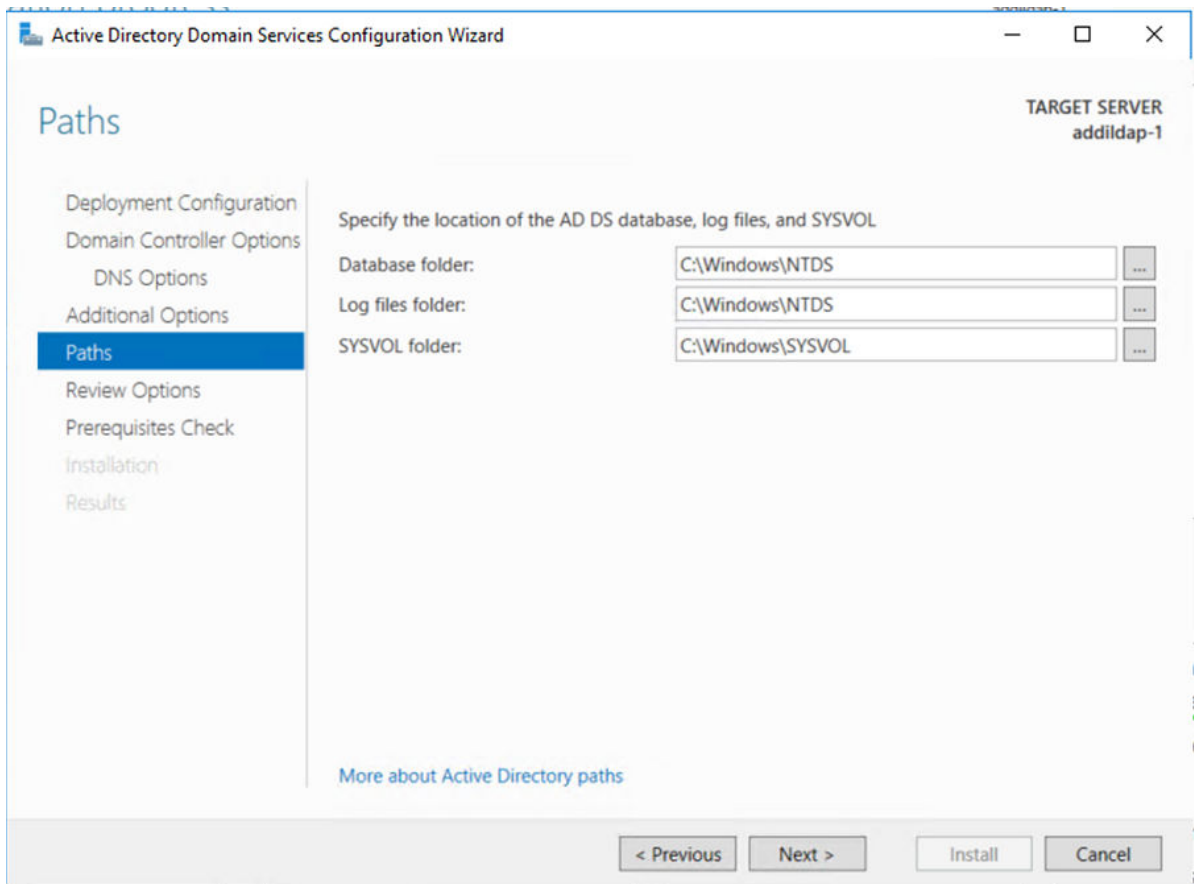 Active Directory Domain Services Configuration Wizard
Paths
TARGET SERVER
addildap-1
Deployment Configuration
Domain Controller Options
DNS Options
Additional Options
Paths
Review Options
Prerequisites Check
Installation
Results
Specify the location of the AD DS database, log files, and SYSVOL
Database folder: C:\Windows\NTDS ...
Log files folder: C:\Windows\NTDS ...
SYSVOL folder: C:\Windows\SYSVOL ...
More about Active Directory paths
< Previous Next > Install Cancel